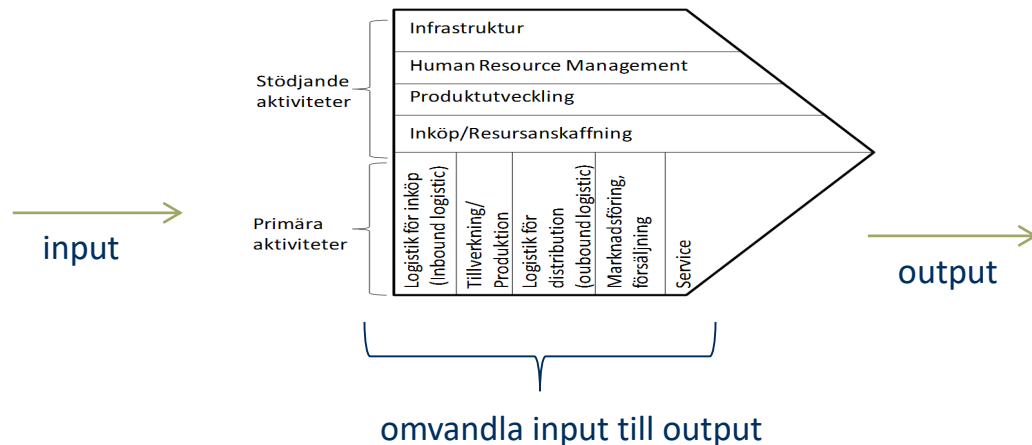 Infrastruktur
Human Resource Management
Stödjande
aktiviteter
Produktutveckling
Inköp/Resursanskaffning
input
Primära
aktiviteter
Logistik för inköp
(Inbound logistic)
Tillverkning/
Produktion
Logistik för
distribution
(oubound logistic)
Marknadsföring,
försäljning
Service
output
omvandla input till output